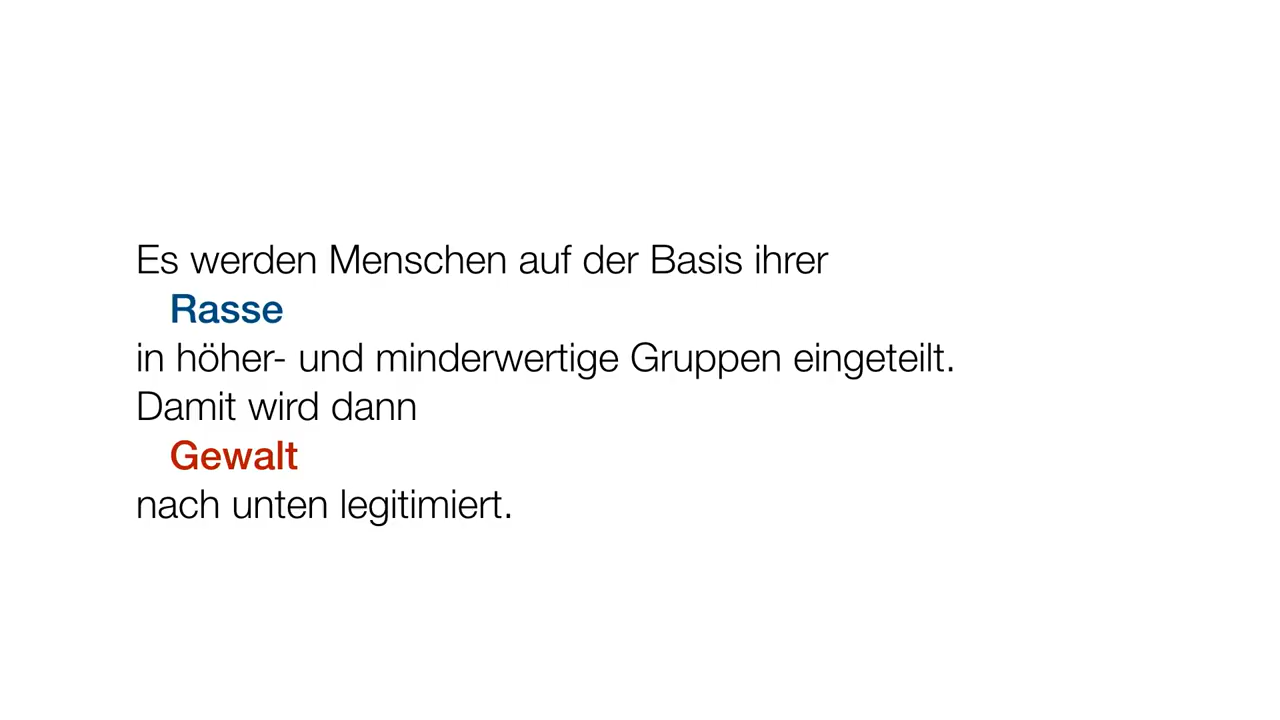 Es werden Menschen auf der Basis ihrer
Rasse
in höher- und minderwertige Gruppen eingeteilt.
Damit wird dann
Gewalt
nach unten legitimiert.